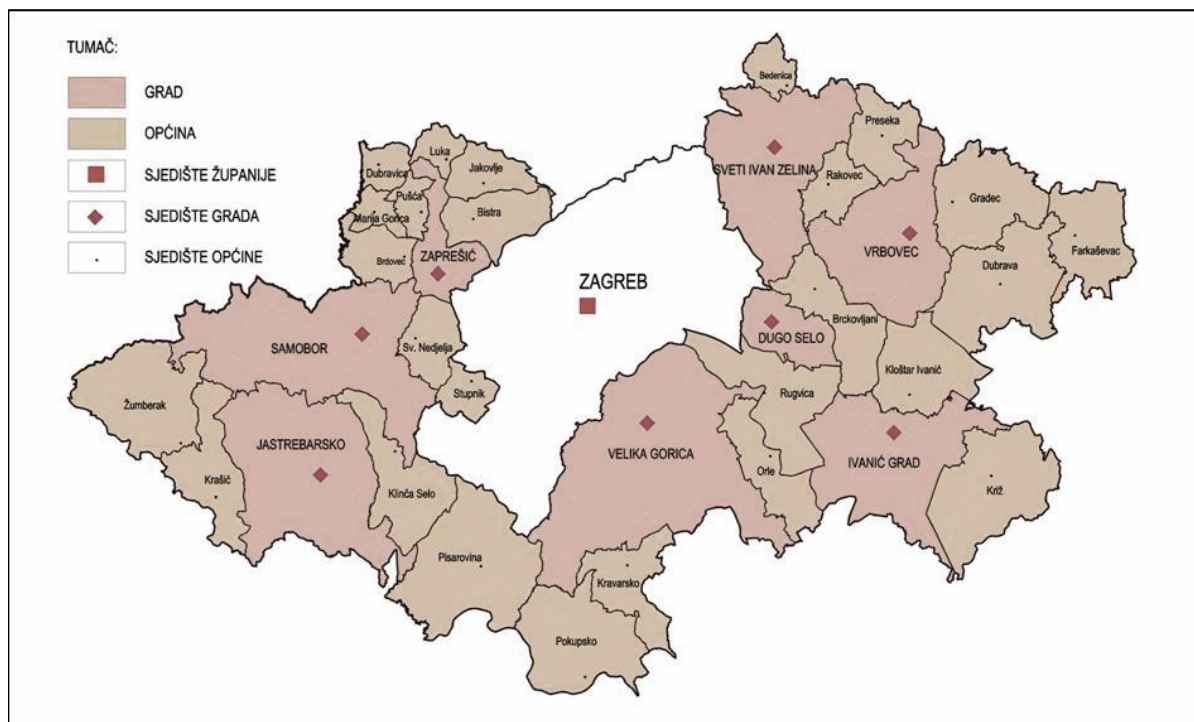 TUMAČ:
GRAD
OPĆINA
SJEDIŠTE ŽUPANIJE
SJEDIŠTE GRADA
SJEDIŠTE OPĆINE
Bedenica
Preseka
SVETI IVAN ZELINA
Rakovec
Gradec
Farkaševac
VRBOVEC
Dubrava
Luka
Dubravica
Jakovlje
Pušća
Marija Gorica
Bistra
Brdovec
ZAPREŠIĆ
ZAGREB
Brckovljani
DUGO SELO
SAMOBOR
Sv. Nedjelja
Stupnik
Kloštar Ivanić
Rugvica
Žumberak
JASTREBARSKO
VELIKA GORICA
IVANIĆ GRAD
Orle
Krašić
Klinča Selo
Križ
Pisarovina
Kravarsko
Pokupsko